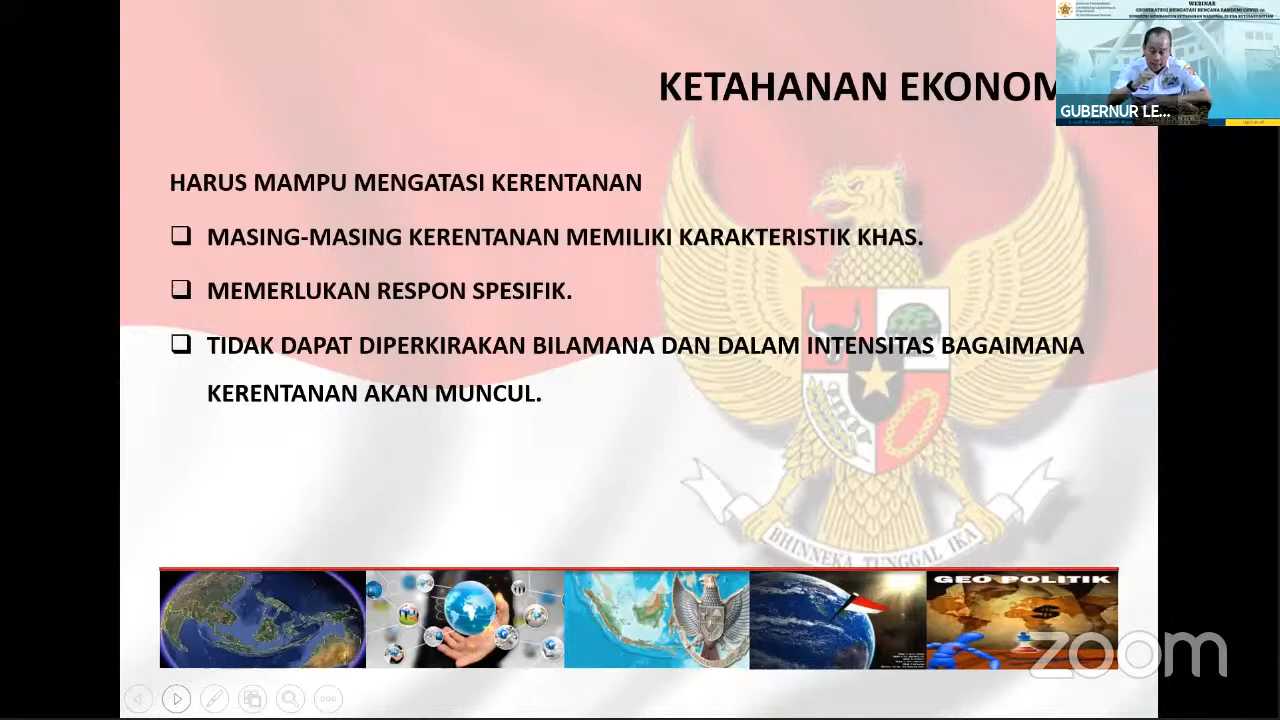 KETAHANAN EKONOM
WEBINAR
GUBERNUR LE...
HARUS MAMPU MENGATASI KERENTANAN
MASING-MASING KERENTANAN MEMILIKI KARAKTERISTIK KHAS.
MEMERLUKAN RESPON SPESIFIK.
TIDAK DAPAT DIPERKIRAKAN BILAMANA DAN DALAM INTENSITAS BAGAIMANA
KERENTANAN AKAN MUNCUL.
BHINNEKA TUNGGAL IKA
GEO POLITIK
zoom